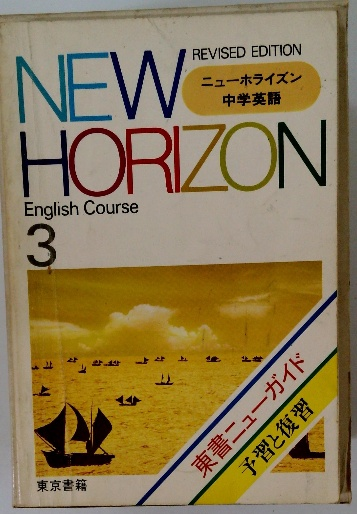 NEW
REVISED EDITION
ニューホライズン
中学英語
HORIZON
English Course
3
東書ニューガイド
予習と復習
東京書籍